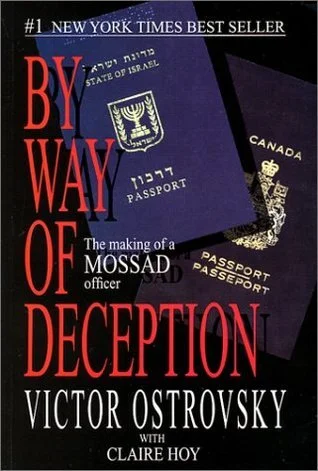 #1 NEW YORK TIMES BEST SELLER
BY
WAY
OF
DECEPTION
The making of a
MOSSAD
officer
מדינת ישראל
STATE OF ISRAEL
דרכון
PASSPORT
CANADA
PASSPORT
PASSEPORT
VICTOR OSTROVSKY
WITH
CLAIRE HOY